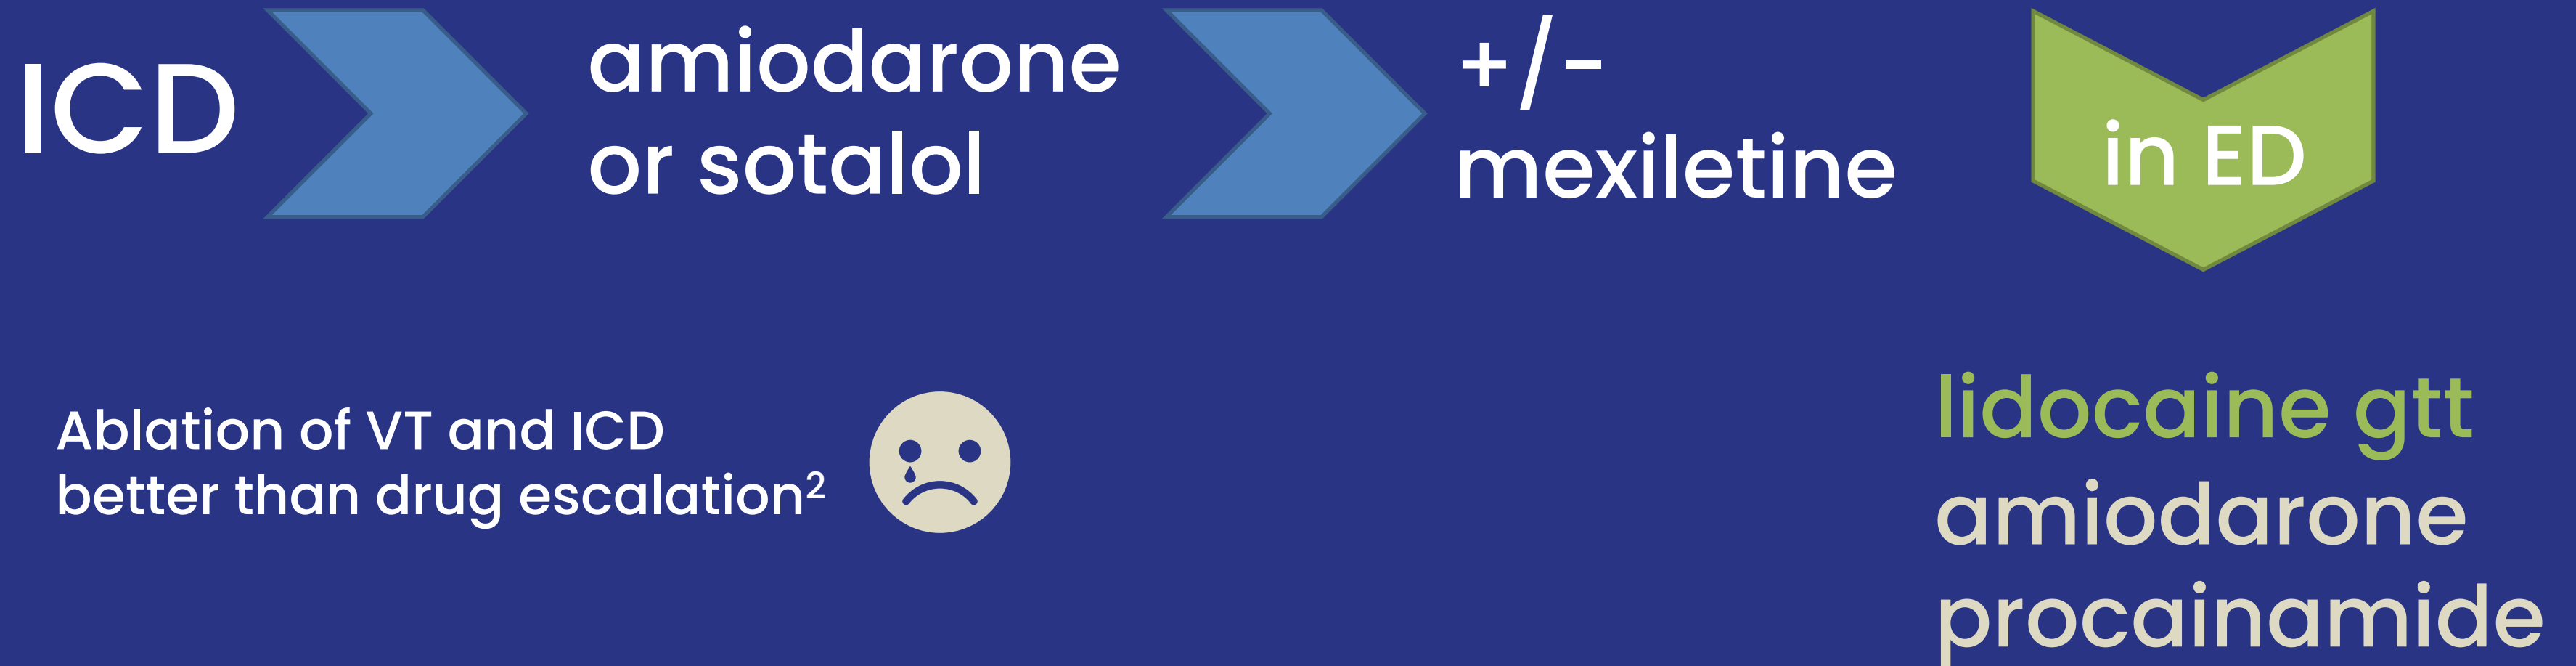 ICD
amiodarone
or sotalol
+/-
mexiletine
in ED
Ablation of VT and ICD
better than drug escalation²
lidocaine gtt
amiodarone
procainamide